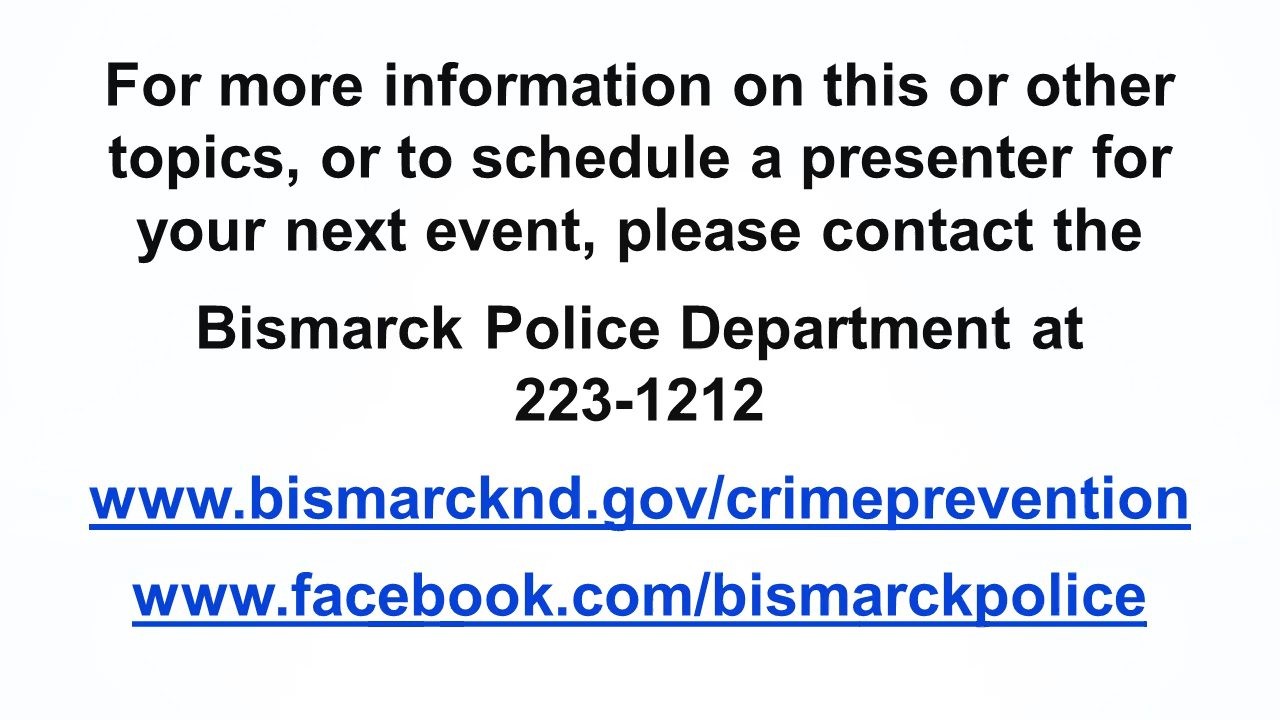 For more information on this or other
topics, or to schedule a presenter for
your next event, please contact the
Bismarck Police Department at
223-1212
www.bismarcknd.gov/crimeprevention
www.facebook.com/bismarckpolice